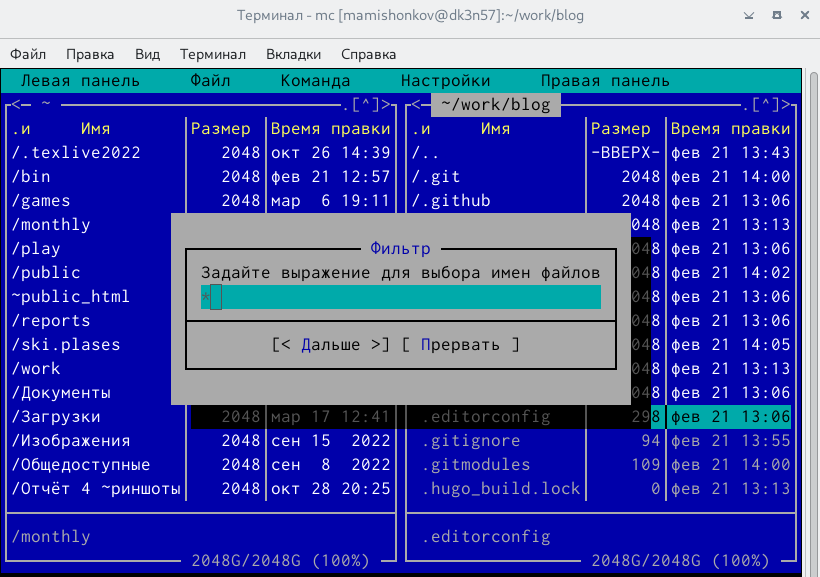 Терминал - mc [mamishonkov@dk3n57]:~/work/blog
Файл Правка Вид Терминал Вкладки Справка
Левая панель Файл Команда Настройки Правая панель
<─ ~ .[^]> <─ ~/work/blog .[^]>
.и Имя Размер Время правки .и Имя Размер Время правки
/.texlive2022 2048 окт 26 14:39 /.. -ВВЕРХ- фев 21 13:43
/bin 2048 фев 21 12:57 /.git 2048 фев 21 14:00
/games 2048 мар 6 19:11 /.github 2048 фев 21 13:06
/monthly 048 фев 21 13:13
/play Фильтр 048 фев 21 13:06
/public Задайте выражение для выбора имен файлов 048 фев 21 14:02
~public_html * 048 фев 21 13:06
/reports 048 фев 21 13:06
/ski.plases [< Дальше >] [ Прервать ] 048 фев 21 14:05
/work 048 фев 21 13:13
/Документы 048 фев 21 13:06
/Загрузки 2048 мар 17 12:41 .editorconfig 298 фев 21 13:06
/Изображения 2048 сен 15 2022 .gitignore 94 фев 21 13:55
/Общедоступные 2048 сен 8 2022 .gitmodules 109 фев 21 14:00
/Отчёт 4 ~риншоты 2048 окт 28 20:25 .hugo_build.lock 0 фев 21 13:13
/monthly .editorconfig
2048G/2048G (100%) 2048G/2048G (100%)